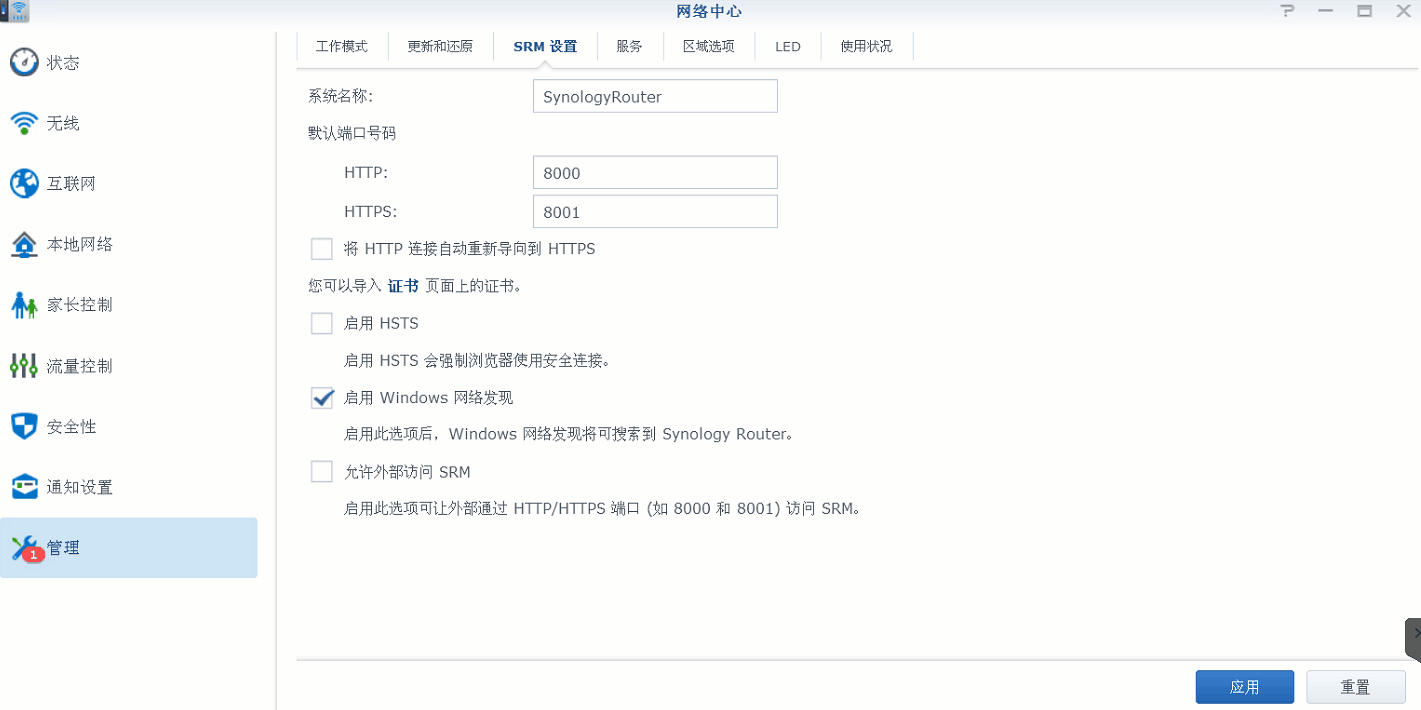 网络中心
状态
无线
互联网
本地网络
家长控制
流量控制
安全性
通知设置
1
管理
工作模式 更新和还原 SRM 设置 服务 区域选项 LED 使用状况
系统名称: SynologyRouter
默认端口号码
HTTP: 8000
HTTPS: 8001
将 HTTP 连接自动重新导向到 HTTPS
您可以导入 证书 页面上的证书。
启用 HSTS
启用 HSTS 会强制浏览器使用安全连接。
启用 Windows 网络发现
启用此选项后，Windows 网络发现将可搜索到 Synology Router。
允许外部访问 SRM
启用此选项可让外部通过 HTTP/HTTPS 端口 (如 8000 和 8001) 访问 SRM。
应用 重置